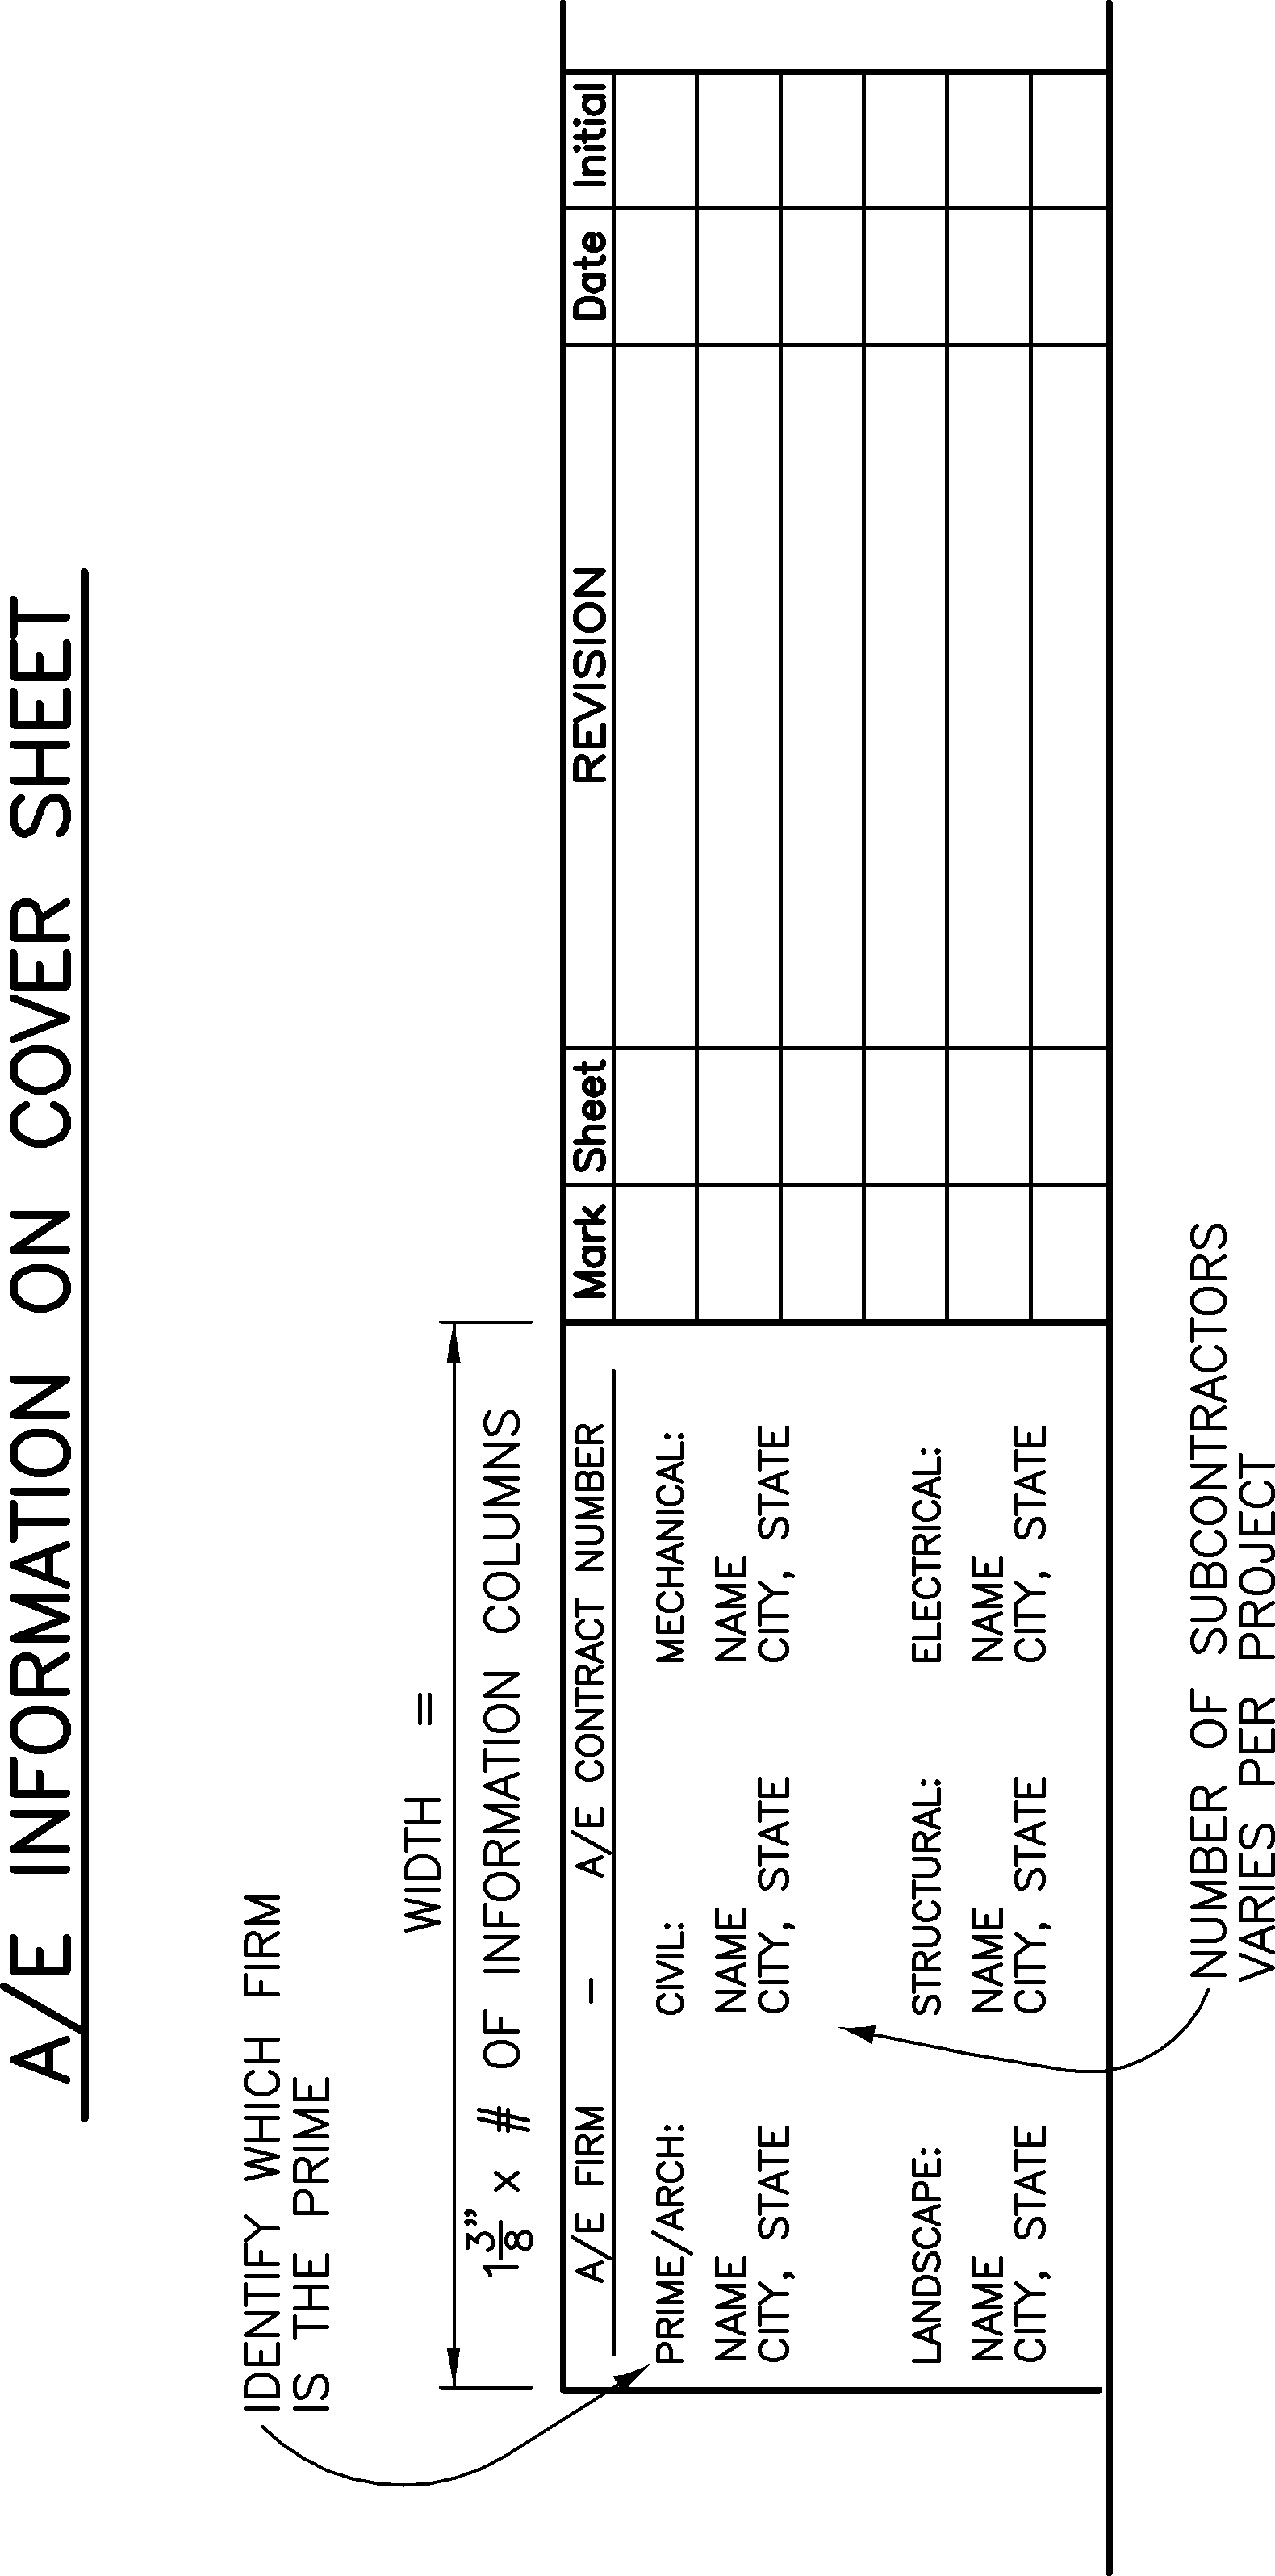 A/E INFORMATION ON COVER SHEET
IDENTIFY WHICH FIRM
IS THE PRIME
WIDTH =
1 3/8" x # OF INFORMATION COLUMNS
A/E FIRM - A/E CONTRACT NUMBER
PRIME/ARCH: CIVIL: MECHANICAL:
NAME NAME NAME
CITY, STATE CITY, STATE CITY, STATE
LANDSCAPE: STRUCTURAL: ELECTRICAL:
NAME NAME NAME
CITY, STATE CITY, STATE CITY, STATE
Mark Sheet REVISION Date Initial
NUMBER OF SUBCONTRACTORS
VARIES PER PROJECT